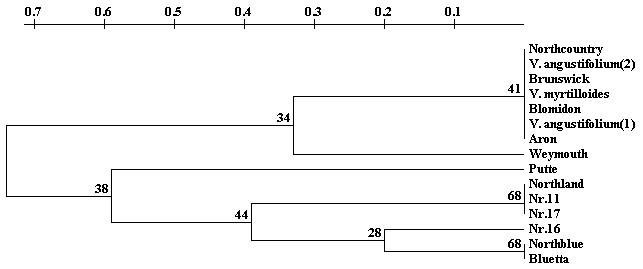 0.7 0.6 0.5 0.4 0.3 0.2 0.1
Northcountry
V. angustifolium(2)
Brunswick
41 V. myrtilloides
Blomidon
34 V. angustifolium(1)
Aron
Weymouth
Putte
38 68 Northland
Nr.11
44 Nr.17
28 Nr.16
68 Northblue
Bluetta